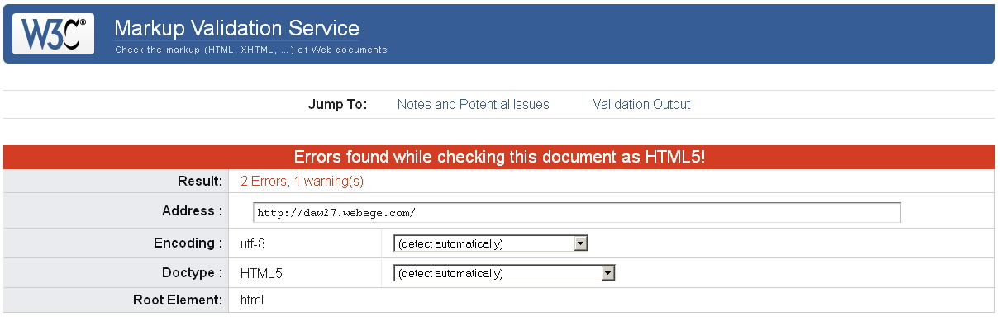 W3C® Markup Validation Service
Check the markup (HTML, XHTML, ...) of Web documents
Jump To: Notes and Potential Issues Validation Output
Errors found while checking this document as HTML5!
Result: 2 Errors, 1 warning(s)
Address : http://daw27.webege.com/
Encoding : utf-8 (detect automatically)
Doctype : HTML5 (detect automatically)
Root Element: html